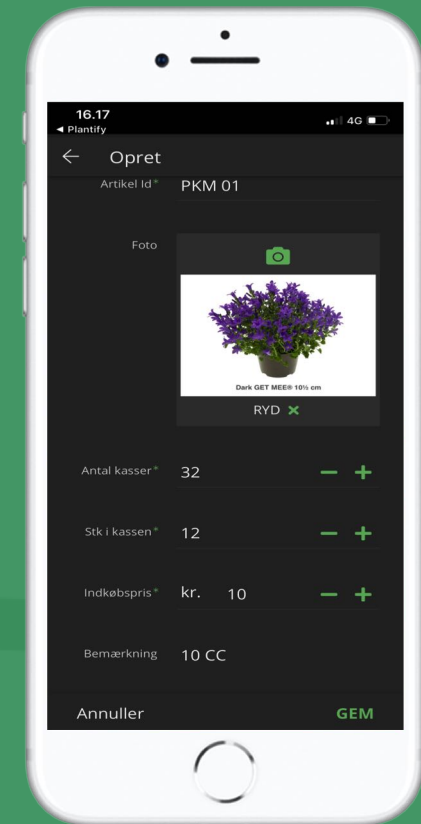 16.17
4G
◄ Plantify
← Opret
Artikel Id* PKM 01
Foto
Dark GET MEE® 10½ cm
RYD ×
Antal kasser* 32 − +
Stk i kassen* 12 − +
Indkøbspris* kr. 10 − +
Bemærkning 10 CC
Annuller GEM